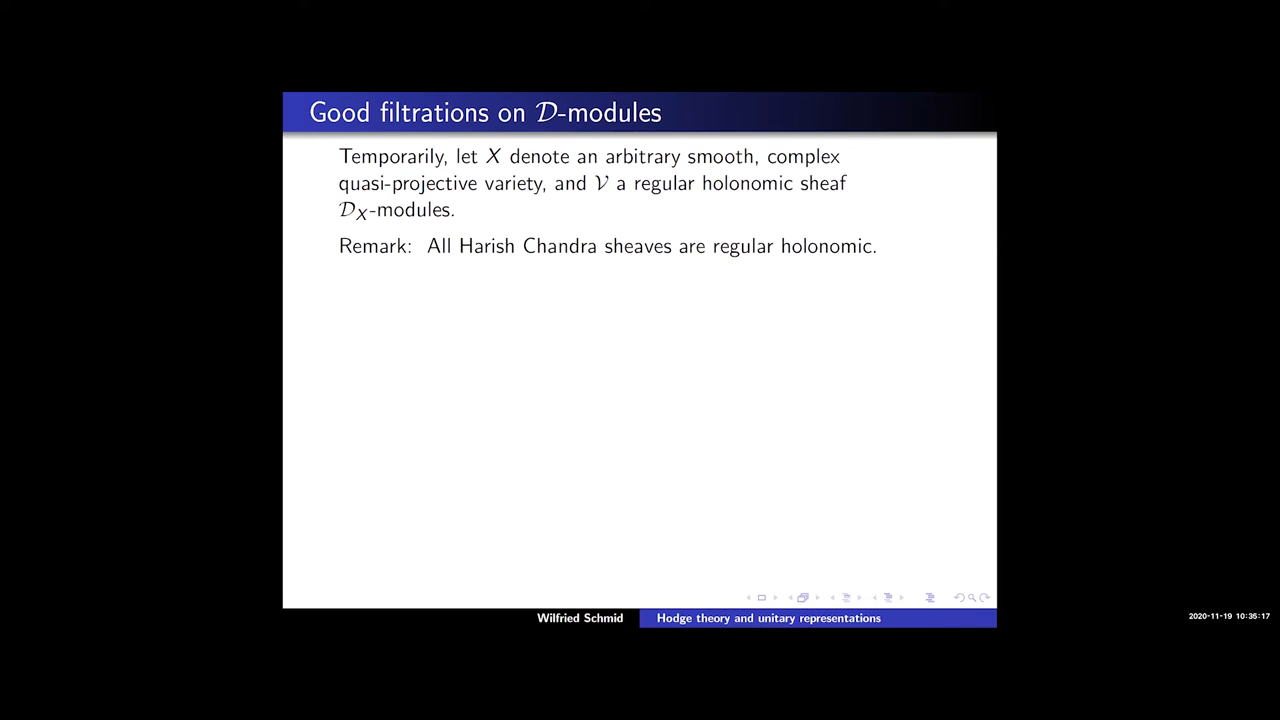 Good filtrations on 𝒟-modules
Temporarily, let X denote an arbitrary smooth, complex
quasi-projective variety, and 𝒱 a regular holonomic sheaf
𝒟_X-modules.
Remark: All Harish Chandra sheaves are regular holonomic.
Wilfried Schmid
Hodge theory and unitary representations
2020-11-19 10:35:17